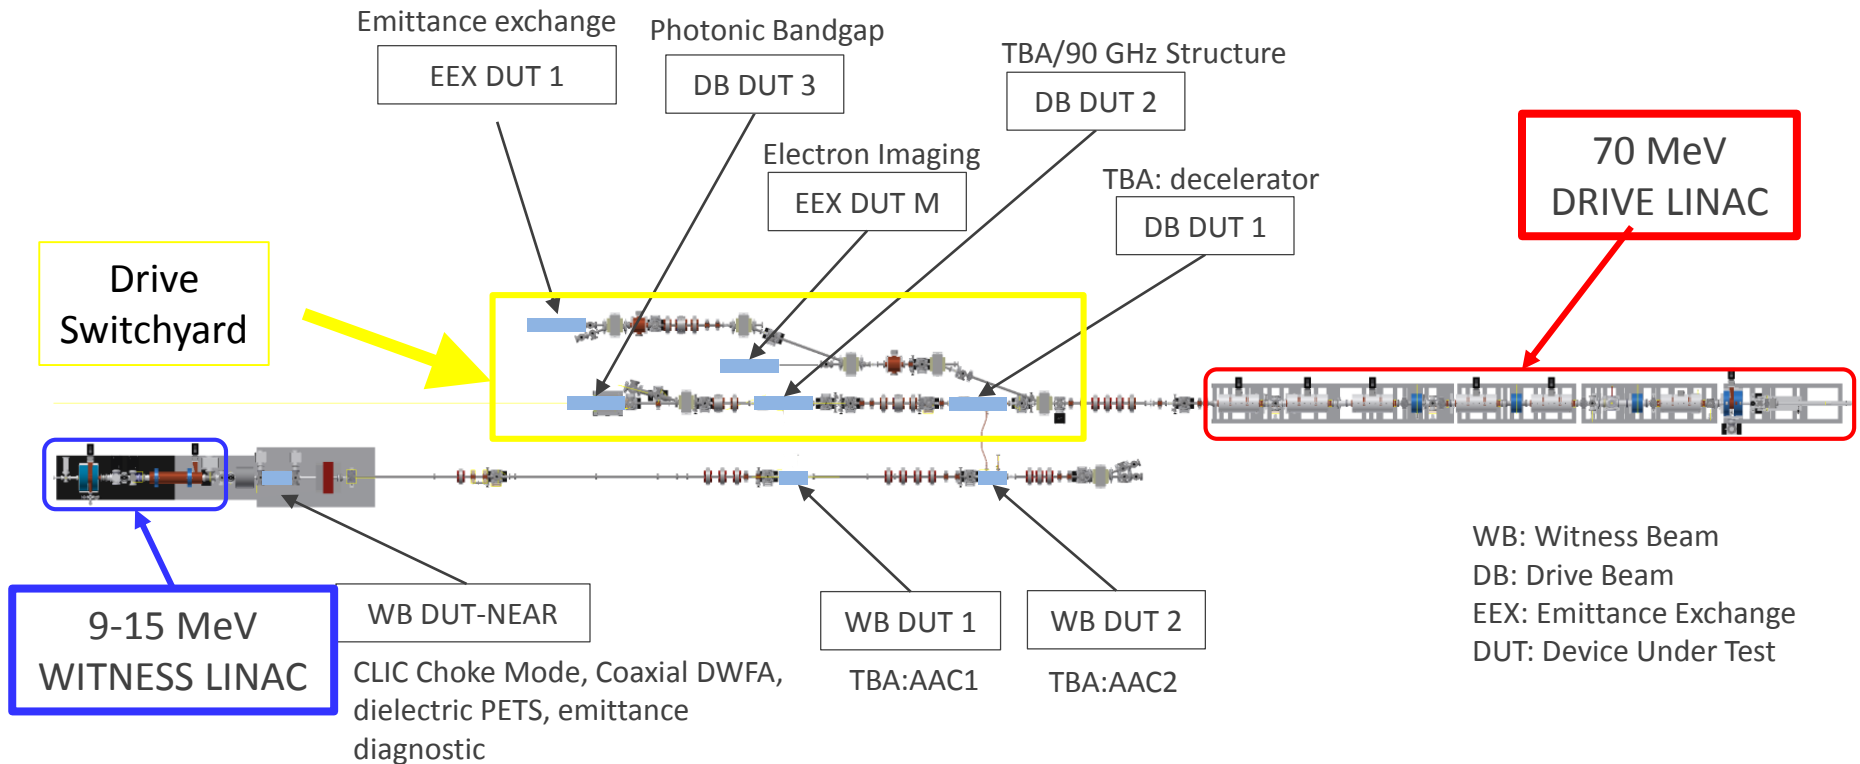 Emittance exchange
EEX DUT 1
Photonic Bandgap
DB DUT 3
TBA/90 GHz Structure
DB DUT 2
Electron Imaging
EEX DUT M
TBA: decelerator
DB DUT 1
70 MeV
DRIVE LINAC
Drive
Switchyard
9-15 MeV
WITNESS LINAC
WB DUT-NEAR
CLIC Choke Mode, Coaxial DWFA,
dielectric PETS, emittance
diagnostic
WB DUT 1
TBA:AAC1
WB DUT 2
TBA:AAC2
WB: Witness Beam
DB: Drive Beam
EEX: Emittance Exchange
DUT: Device Under Test